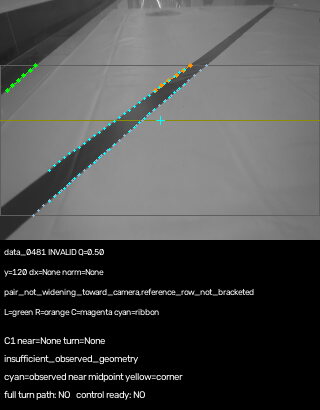 data_0481 INVALID Q=0.50
y=120 dx=None norm=None
pair_not_widening_toward_camera,reference_row_not_bracketed
L=green R=orange C=magenta cyan=ribbon
C1 near=None turn=None
insufficient_observed_geometry
cyan=observed near midpoint yellow=corner
full turn path: NO control ready: NO